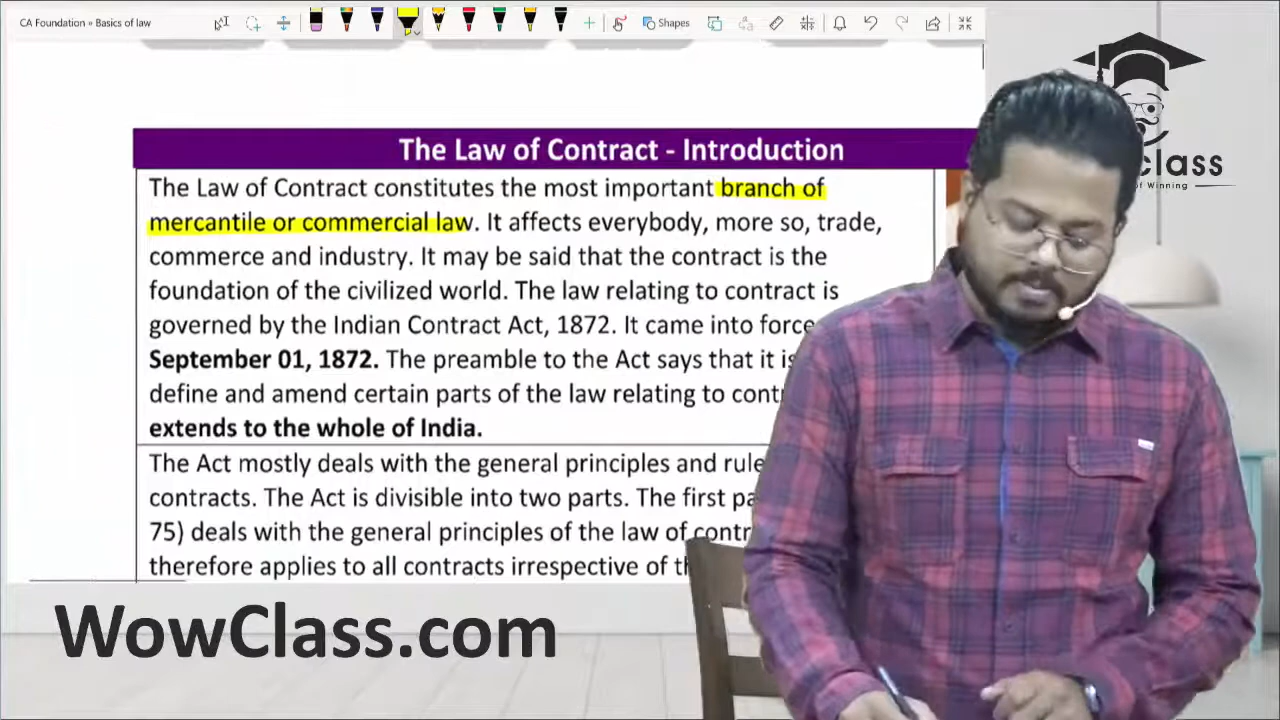 CA Foundation » Basics of law
Shapes
The Law of Contract - Introduction
The Law of Contract constitutes the most important branch of
mercantile or commercial law. It affects everybody, more so, trade,
commerce and industry. It may be said that the contract is the
foundation of the civilized world. The law relating to contract is
governed by the Indian Contract Act, 1872. It came into force
September 01, 1872. The preamble to the Act says that it is
define and amend certain parts of the law relating to
extends to the whole of India.
The Act mostly deals with the general principles and
contracts. The Act is divisible into two parts. The first
75) deals with the general principles of the law of
therefore applies to all contracts irrespective of
class
of Winning
WowClass.com